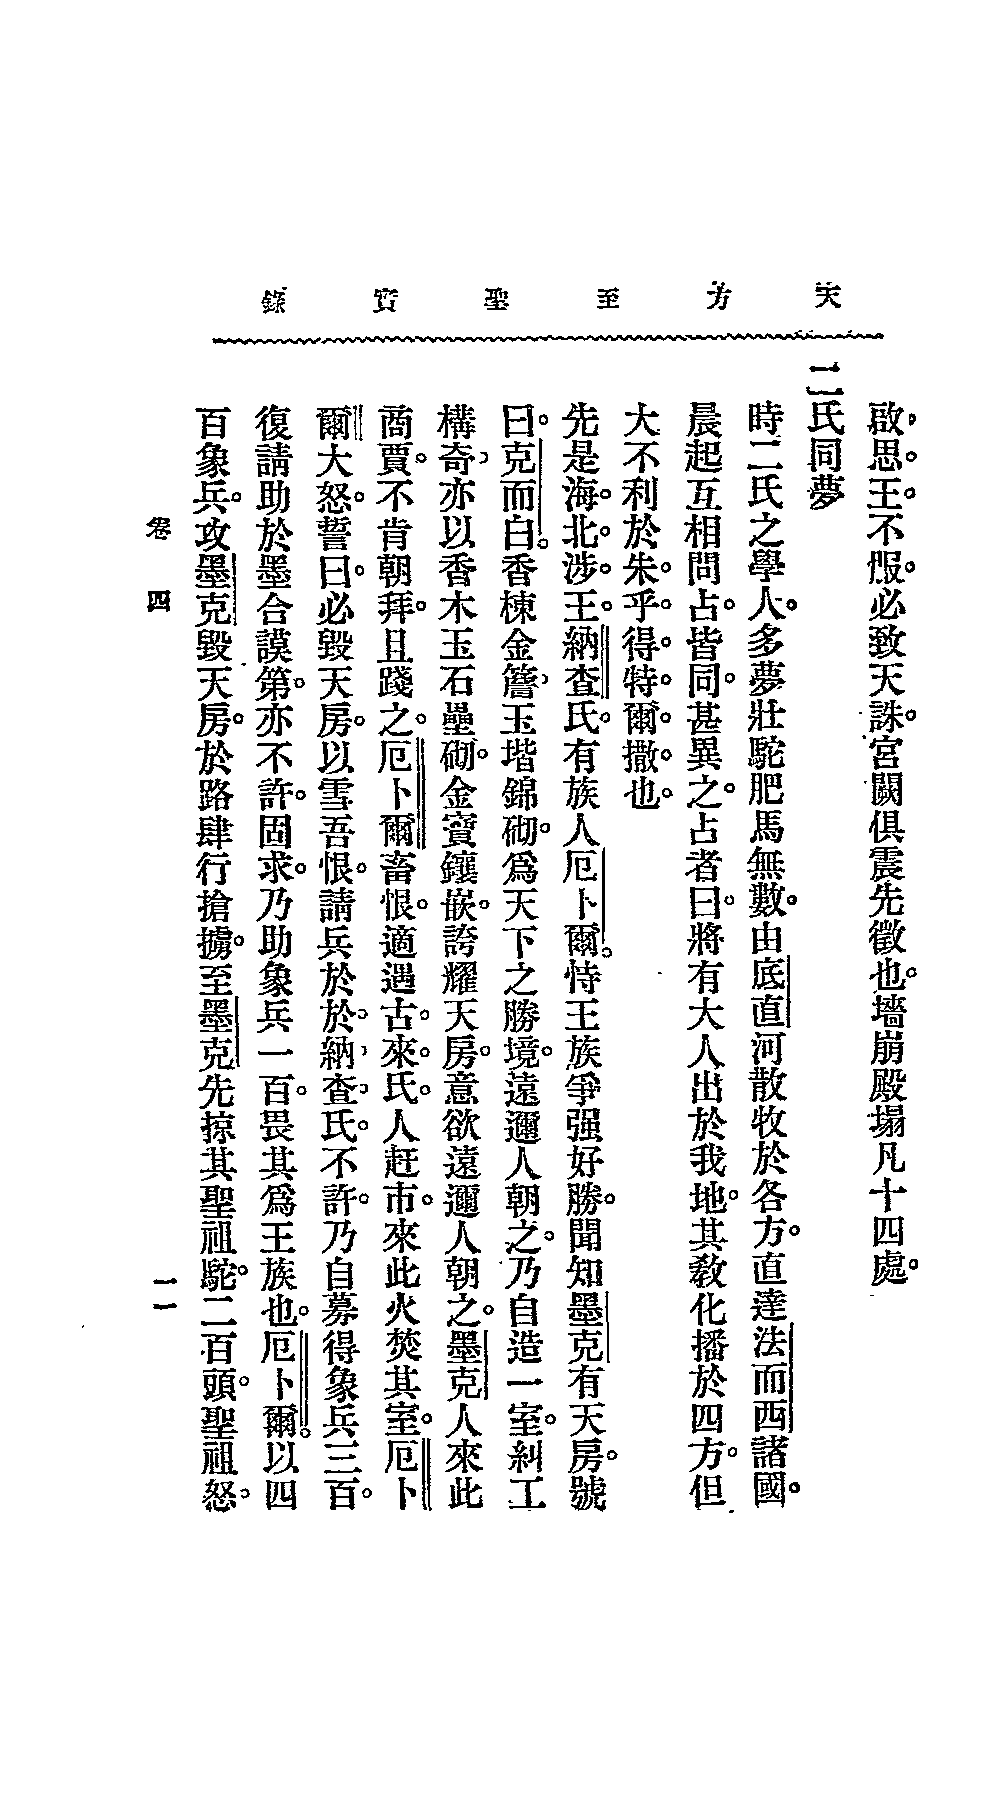 天方至聖實錄
啟思。王。不服。必致天誅。宮闕俱震先徵也。墻崩殿塌凡十四處。
二氏同夢
時二氏之學人。多夢壯駝肥馬無數。由底直河散牧於各方。直達法而西諸國。
晨起互相問占。皆同。甚異之。占者曰。將有大人出於我地。其教化播於四方。但
大不利於朱。乎。得。特。爾。撒。也。
先是海。北。涉。王。納查氏。有族人厄卜爾。恃王族爭强好勝。聞知墨克有天房。號
曰。克而白。香棟金簷玉堦錦砌。爲天下之勝境。遠邇人朝之。乃自造一室。糾工
構奇亦以香木玉石壘砌。金寶鑲嵌。誇耀天房。意欲遠邇人朝之。墨克人來此
商賈。不肯朝拜。且踐之。厄卜爾畜恨。適遇古。來。氏。人赶市。來此火焚其室。厄卜
爾大怒。誓曰。必毀天房。以雪吾恨。請兵於於納查氏。不許。乃自募得象兵三百。
復請助於墨合謨第。亦不許。固求。乃助象兵一百。畏其爲王族也。厄卜爾。以四
百象兵。攻墨克毀天房。於路肆行搶擄。至墨克先掠其聖祖駝。二百頭。聖祖怒。
卷四
一一